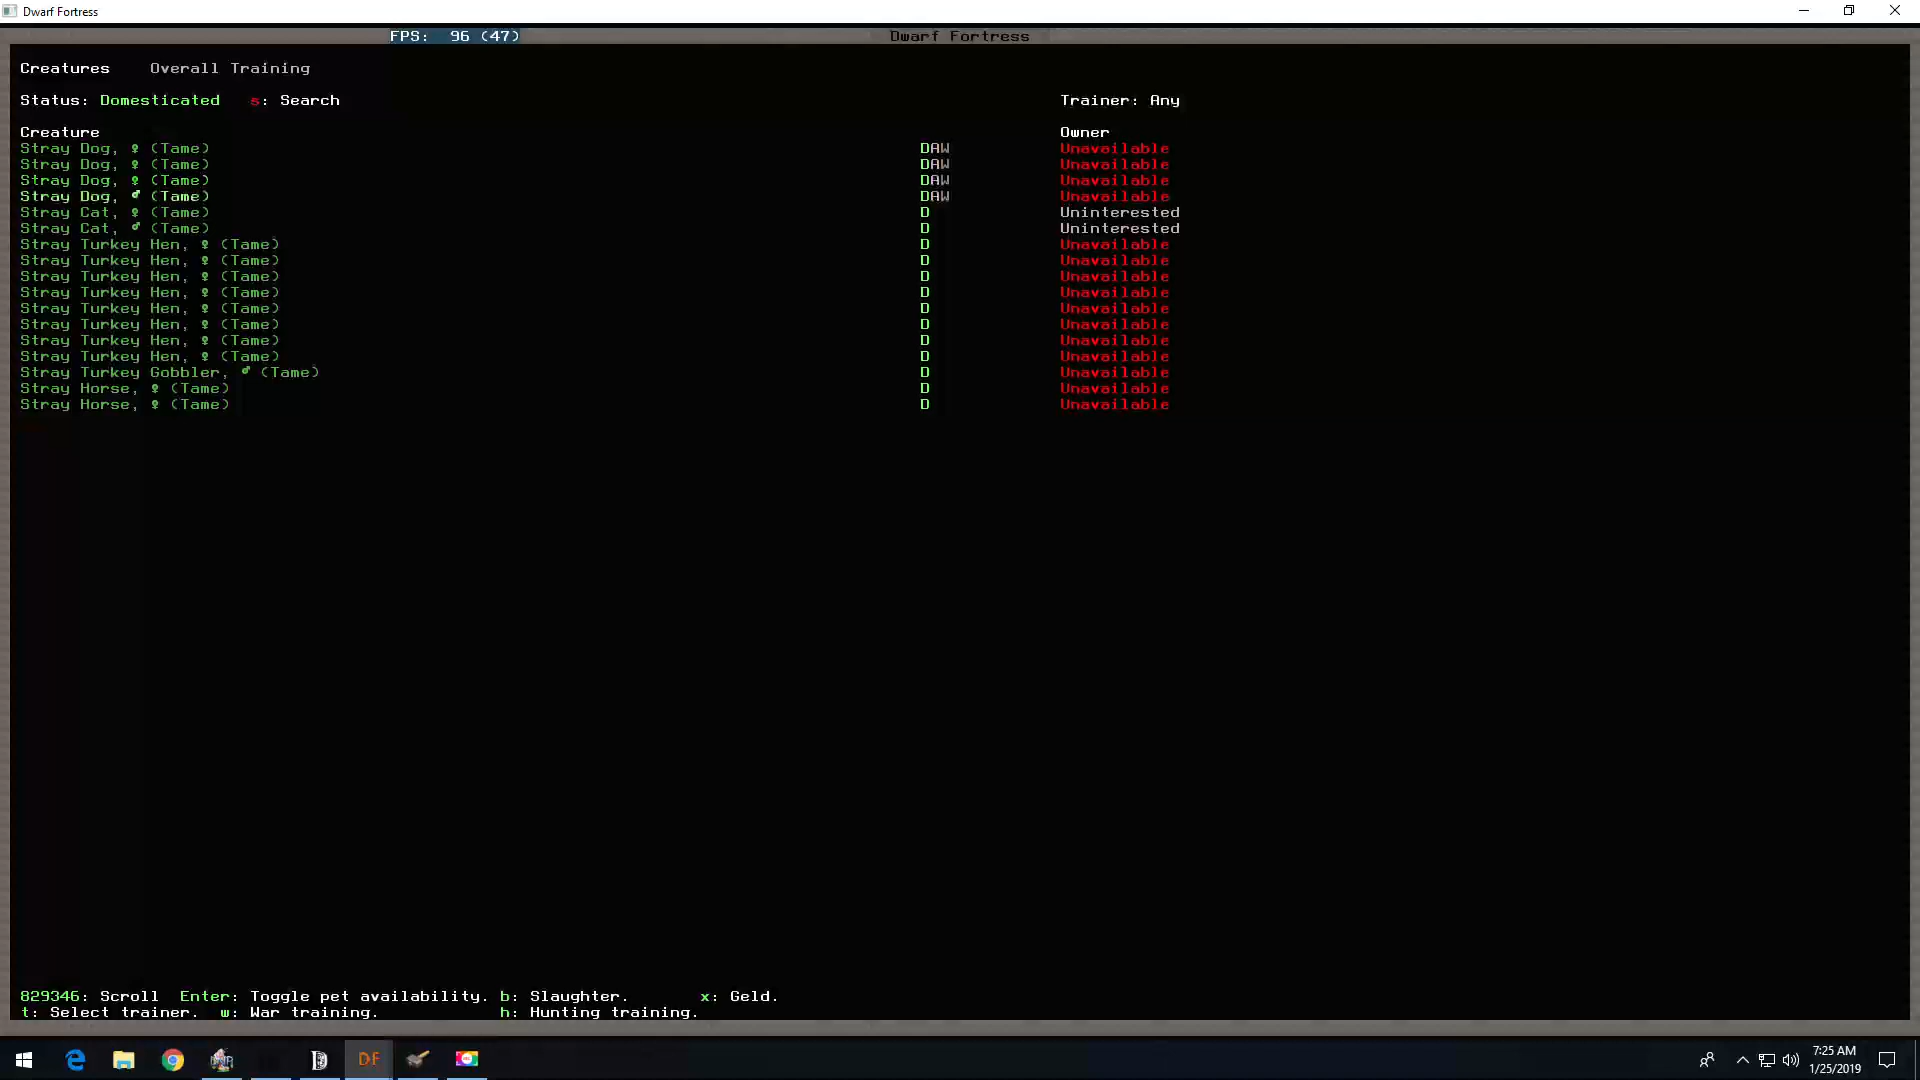 Dwarf Fortress
FPS:  96 (47)
Dwarf Fortress
Creatures Overall Training
Status: Domesticated s: Search Trainer: Any
Creature Owner
Stray Dog, ♀ (Tame) DAW Unavailable
Stray Dog, ♀ (Tame) DAW Unavailable
Stray Dog, ♀ (Tame) DAW Unavailable
Stray Dog, ♂ (Tame) DAW Unavailable
Stray Cat, ♀ (Tame) D Uninterested
Stray Cat, ♂ (Tame) D Uninterested
Stray Turkey Hen, ♀ (Tame) D Unavailable
Stray Turkey Hen, ♀ (Tame) D Unavailable
Stray Turkey Hen, ♀ (Tame) D Unavailable
Stray Turkey Hen, ♀ (Tame) D Unavailable
Stray Turkey Hen, ♀ (Tame) D Unavailable
Stray Turkey Hen, ♀ (Tame) D Unavailable
Stray Turkey Hen, ♀ (Tame) D Unavailable
Stray Turkey Hen, ♀ (Tame) D Unavailable
Stray Turkey Gobbler, ♂ (Tame) D Unavailable
Stray Horse, ♀ (Tame) D Unavailable
Stray Horse, ♀ (Tame) D Unavailable
829346: Scroll Enter: Toggle pet availability. b: Slaughter. x: Geld.
t: Select trainer. w: War training. h: Hunting training.
DF
7:25 AM
1/25/2019